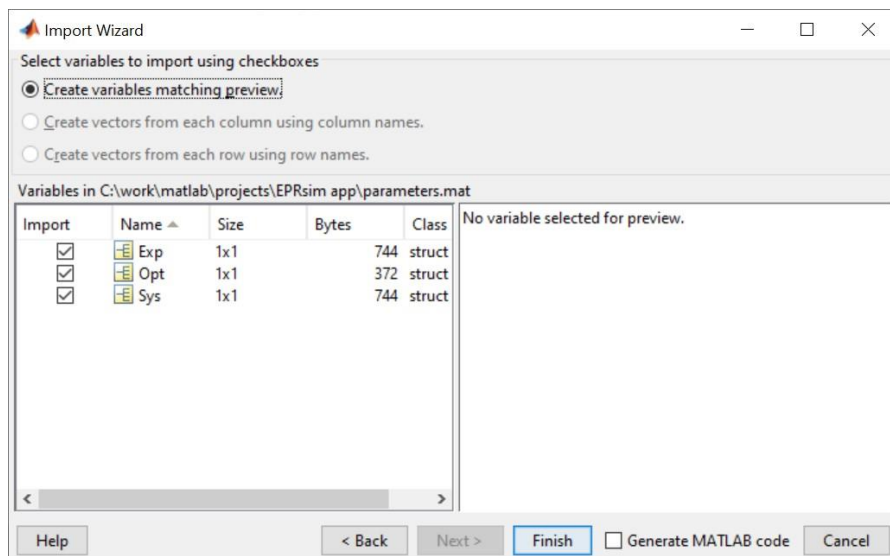 Import Wizard
Select variables to import using checkboxes
Create variables matching preview.
Create vectors from each column using column names.
Create vectors from each row using row names.
Variables in C:\work\matlab\projects\EPRsim app\parameters.mat
Import Name Size Bytes Class
Exp 1x1 744 struct
Opt 1x1 372 struct
Sys 1x1 744 struct
No variable selected for preview.
Help < Back Next > Finish Generate MATLAB code Cancel